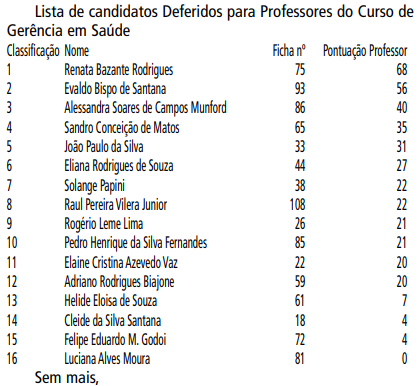 Lista de candidatos Deferidos para Professores do Curso de
Gerência em Saúde
Classificação Nome Ficha nº Pontuação Professor
1 Renata Bazante Rodrigues 75 68
2 Evaldo Bispo de Santana 93 56
3 Alessandra Soares de Campos Munford 86 40
4 Sandro Conceição de Matos 65 35
5 João Paulo da Silva 33 31
6 Eliana Rodrigues de Souza 44 27
7 Solange Papini 38 22
8 Raul Pereira Vilera Junior 108 22
9 Rogério Leme Lima 26 21
10 Pedro Henrique da Silva Fernandes 85 21
11 Elaine Cristina Azevedo Vaz 22 20
12 Adriano Rodrigues Biajone 59 20
13 Helide Eloisa de Souza 61 7
14 Cleide da Silva Santana 18 4
15 Felipe Eduardo M. Godoi 72 4
16 Luciana Alves Moura 81 0
Sem mais,